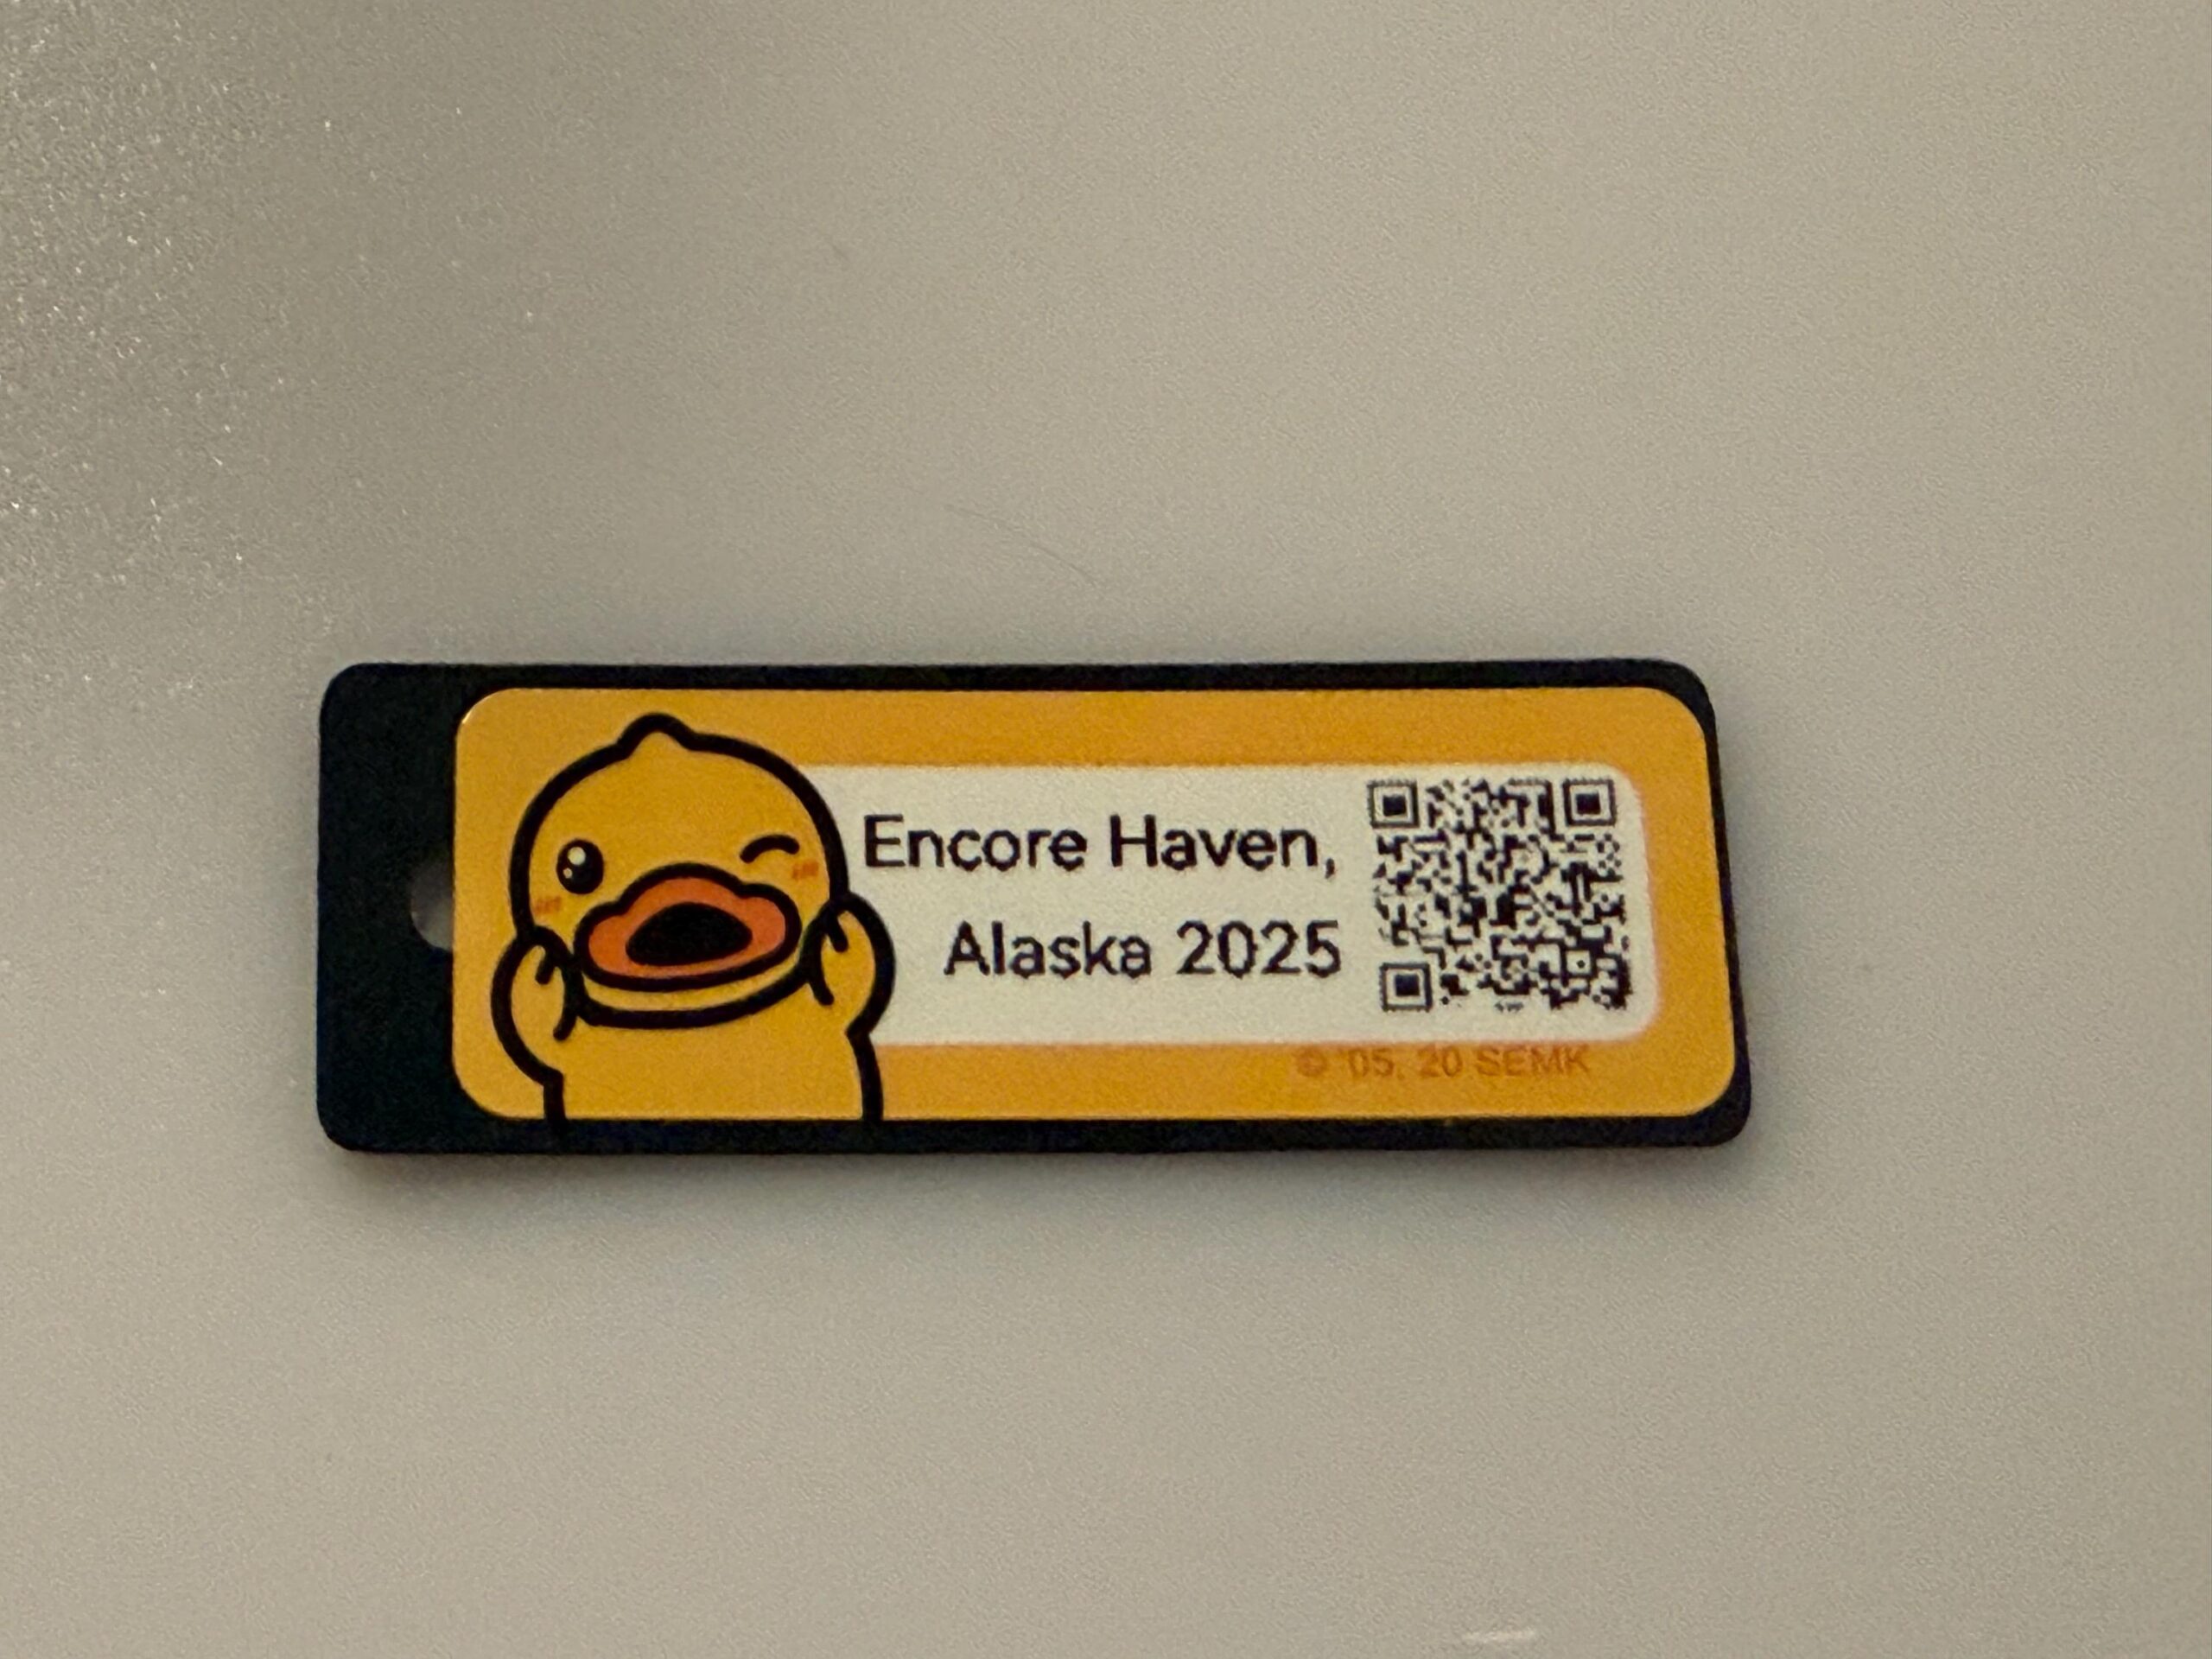 Encore Haven,
Alaska 2025
© '05, 20 SEMK